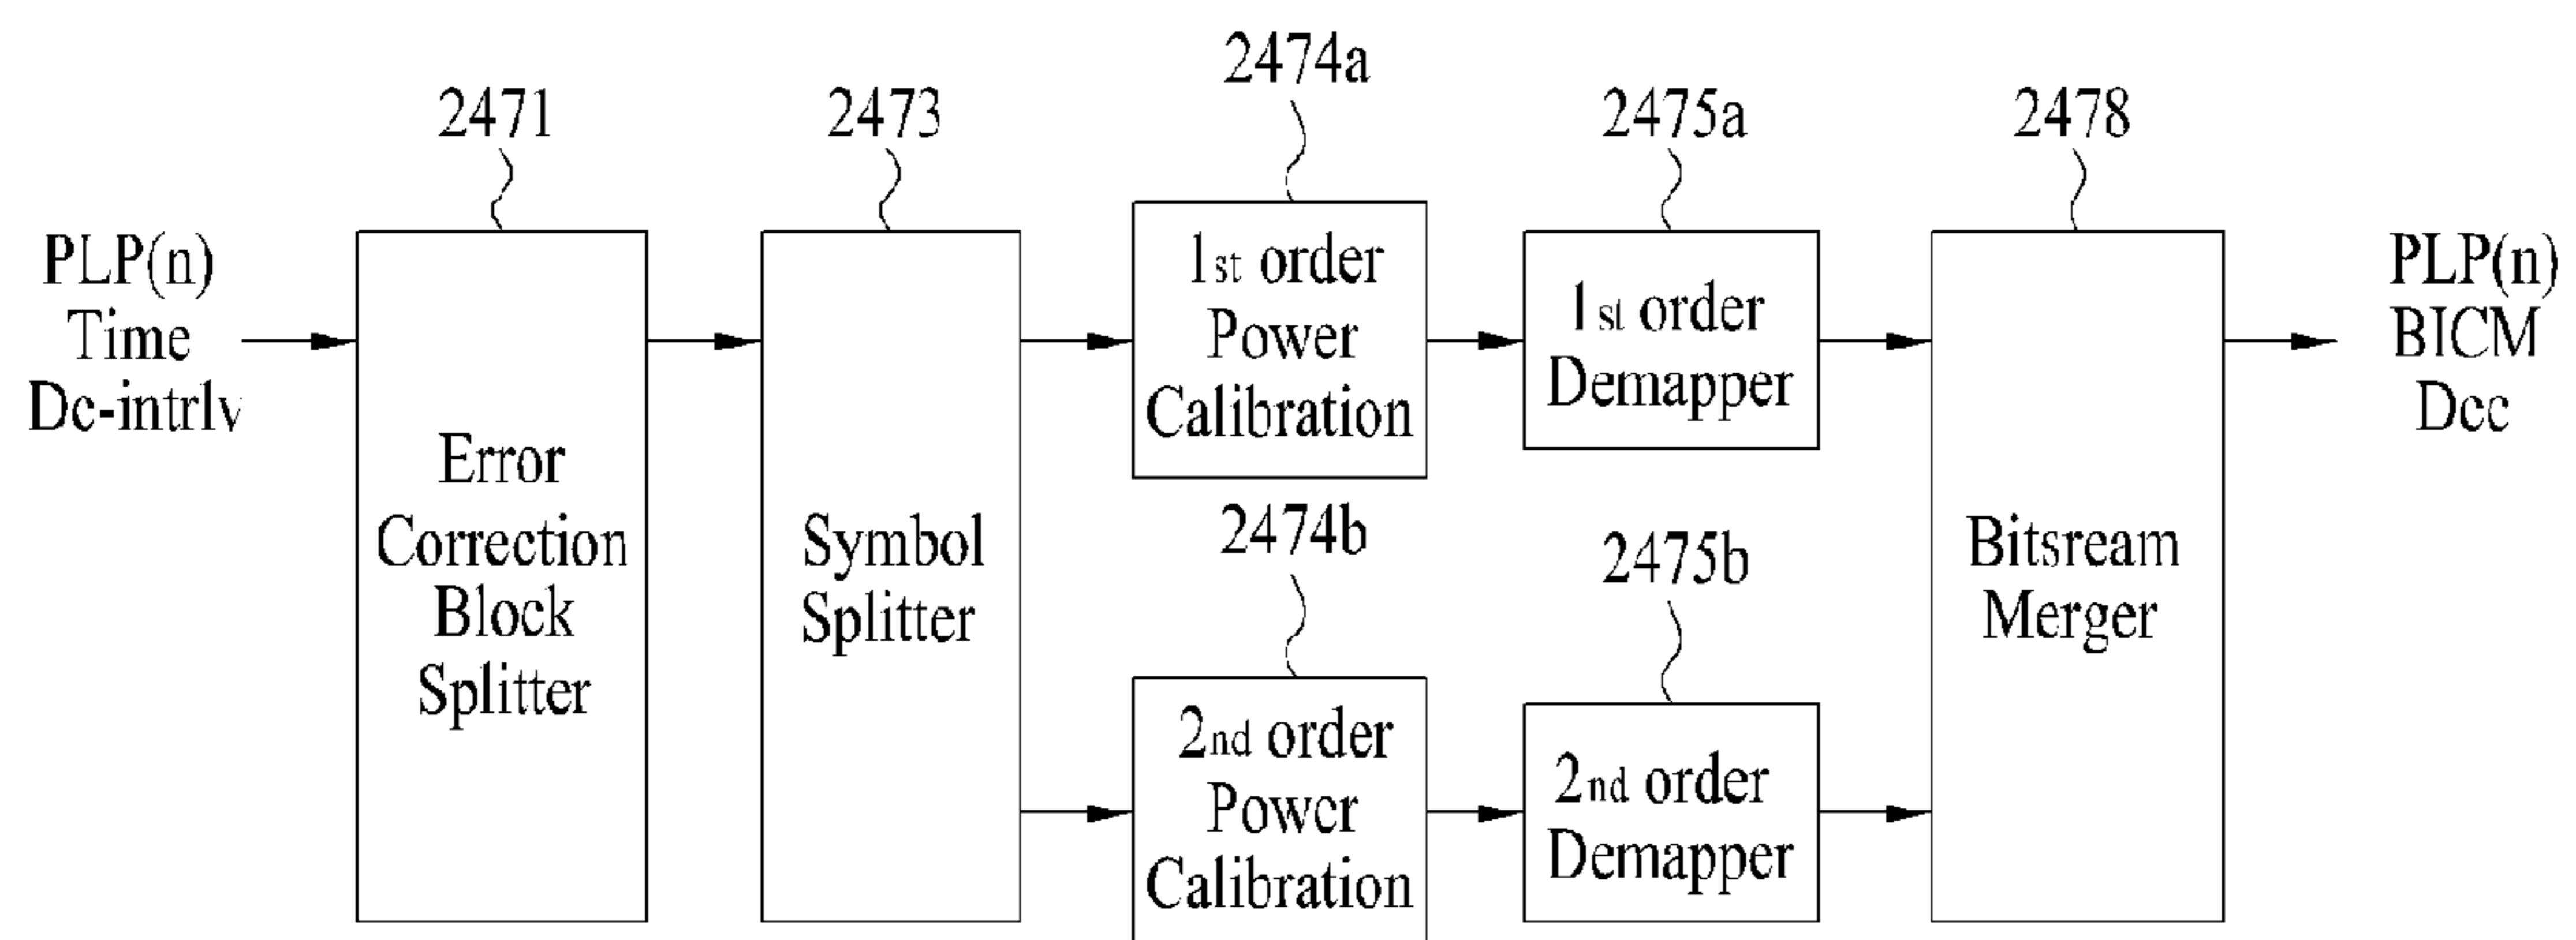 2474a
2471
2473
2475a
2478
PLP(n)
Time
De-intrlv
Error
Correction
Block
Splitter
Symbol
Splitter
1st order
Power
Calibration
1st order
Demapper
2474b
2475b
2nd order
Power
Calibration
2nd order
Demapper
Bitsream
Merger
PLP(n)
BICM
Dec